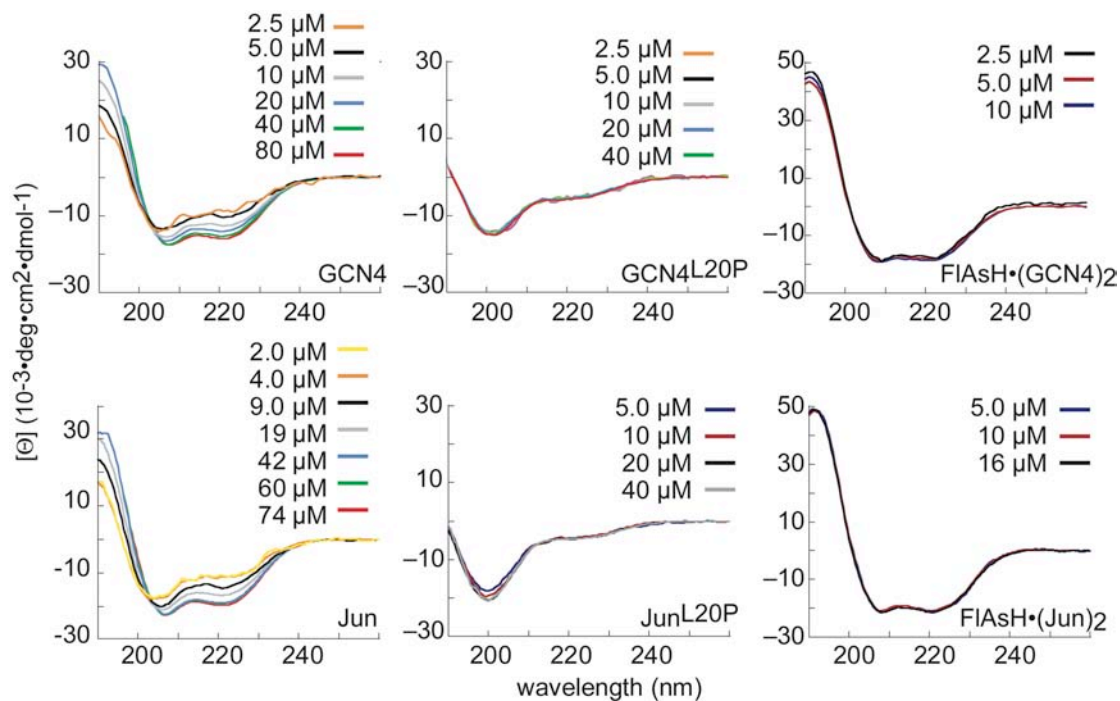 [Θ] (10-3•deg•cm2•dmol-1)
2.5 µM
5.0 µM
10 µM
20 µM
40 µM
80 µM
30
10
–10
–30
200 220 240
GCN4
2.5 µM
5.0 µM
10 µM
20 µM
40 µM
30
10
–10
–30
200 220 240
GCN4L20P
2.5 µM
5.0 µM
10 µM
50
30
10
–10
–30
200 220 240
FlAsH•(GCN4)2
2.0 µM
4.0 µM
9.0 µM
19 µM
42 µM
60 µM
74 µM
30
10
-10
-30
200 220 240
Jun
5.0 µM
10 µM
20 µM
40 µM
30
10
–10
–30
200 220 240
JunL20P
5.0 µM
10 µM
16 µM
50
30
10
–10
–30
200 220 240
FlAsH•(Jun)2
wavelength (nm)